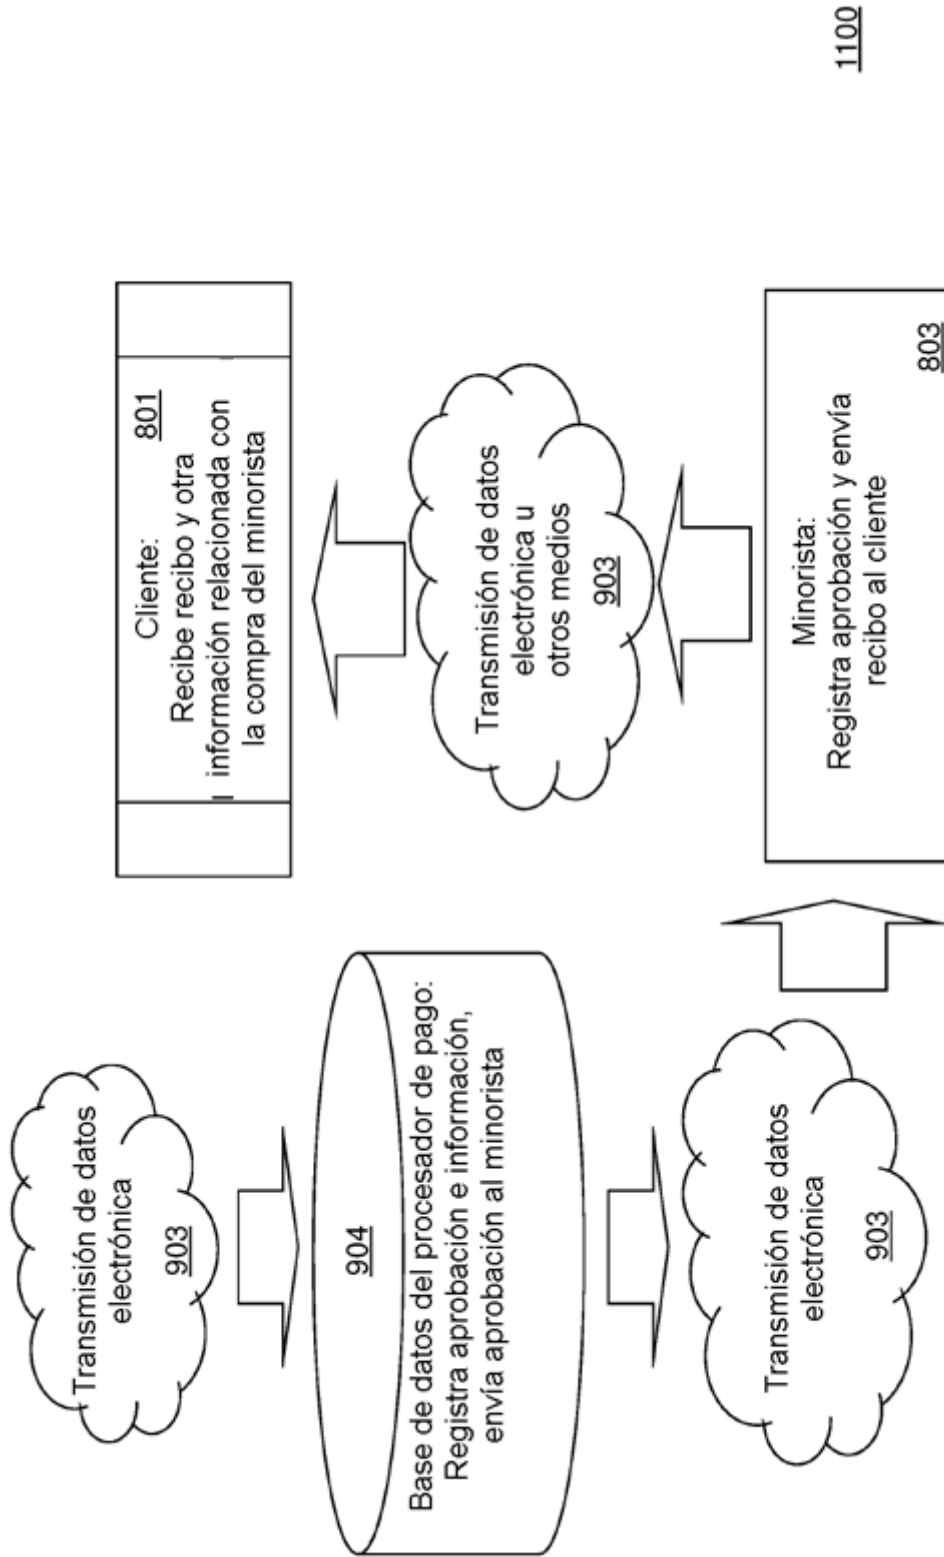 Transmisión de datos
electrónica
903
904
Base de datos del procesador de pago:
Registra aprobación e información,
envía aprobación al minorista
Transmisión de datos
electrónica
903
Cliente:
801
Recibe recibo y otra
información relacionada con
la compra del minorista
Transmisión de datos
electrónica u
otros medios
903
Minorista:
Registra aprobación y envía
recibo al cliente
803
1100